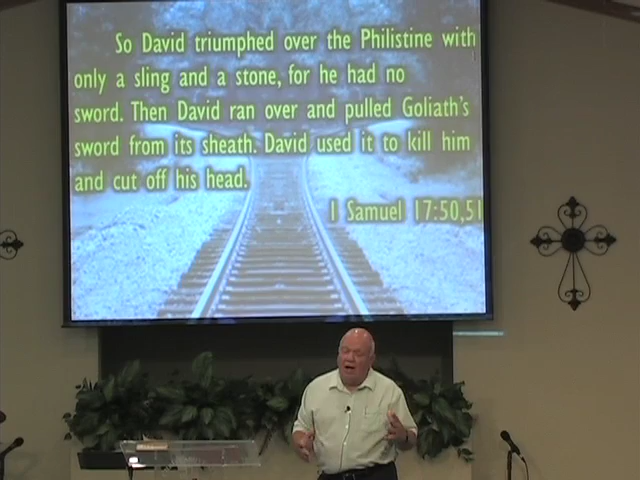 So David triumphed over the Philistine with
only a sling and a stone, for he had no
sword. Then David ran over and pulled Goliath's
sword from its sheath. David used it to kill him
and cut off his head.
1 Samuel 17:50,51